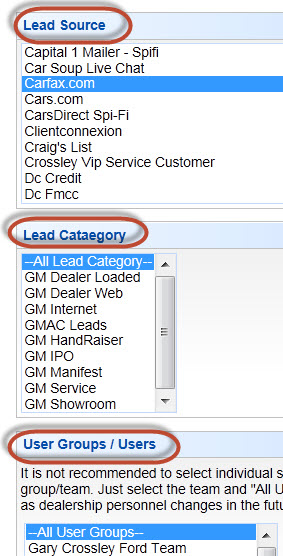 Lead Source
Capital 1 Mailer - Spifi
Car Soup Live Chat
Carfax.com
Cars.com
CarsDirect Spi-Fi
Clientconnexion
Craig's List
Crossley Vip Service Customer
Dc Credit
Dc Fmcc
Lead Cataegory
--All Lead Category--
GM Dealer Loaded
GM Dealer Web
GM Internet
GMAC Leads
GM HandRaiser
GM IPO
GM Manifest
GM Service
GM Showroom
User Groups / Users
It is not recommended to select individual s
group/team. Just select the team and "All U
as dealership personnel changes in the futu
--All User Groups--
Gary Crossley Ford Team